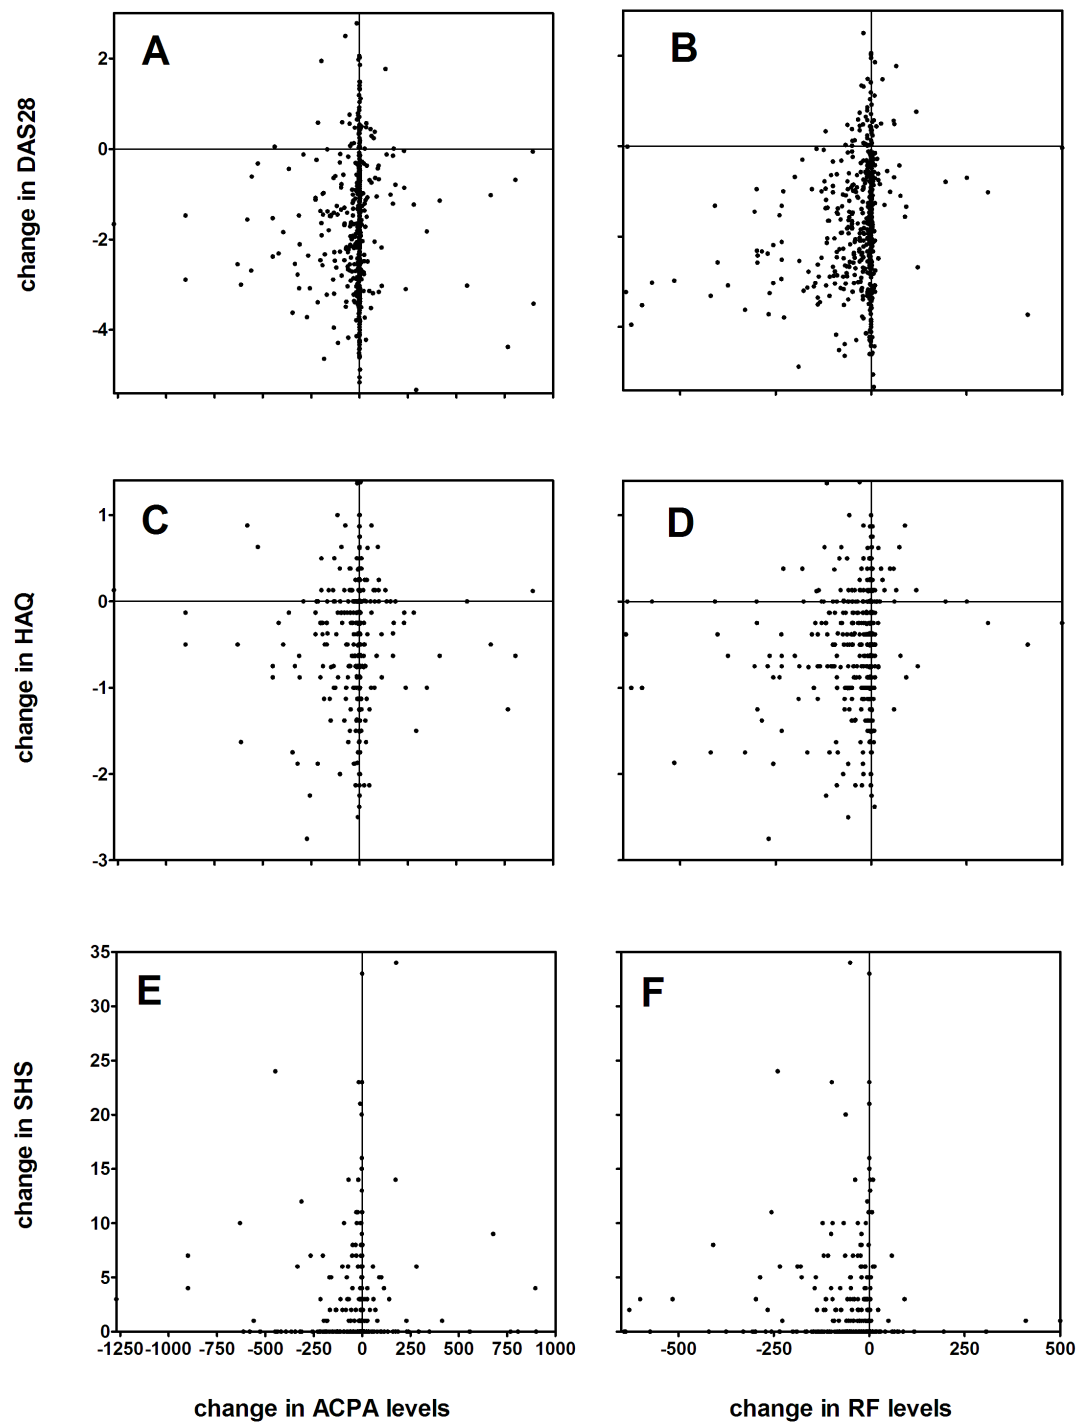 A
B
change in DAS28
2
0
-2
-4
C
D
change in HAQ
1
0
-1
-2
-3
E
F
change in SHS
35
30
25
20
15
10
5
0
-1250 -1000 -750 -500 -250 0 250 500 750 1000
-500 -250 0 250 500
change in ACPA levels
change in RF levels